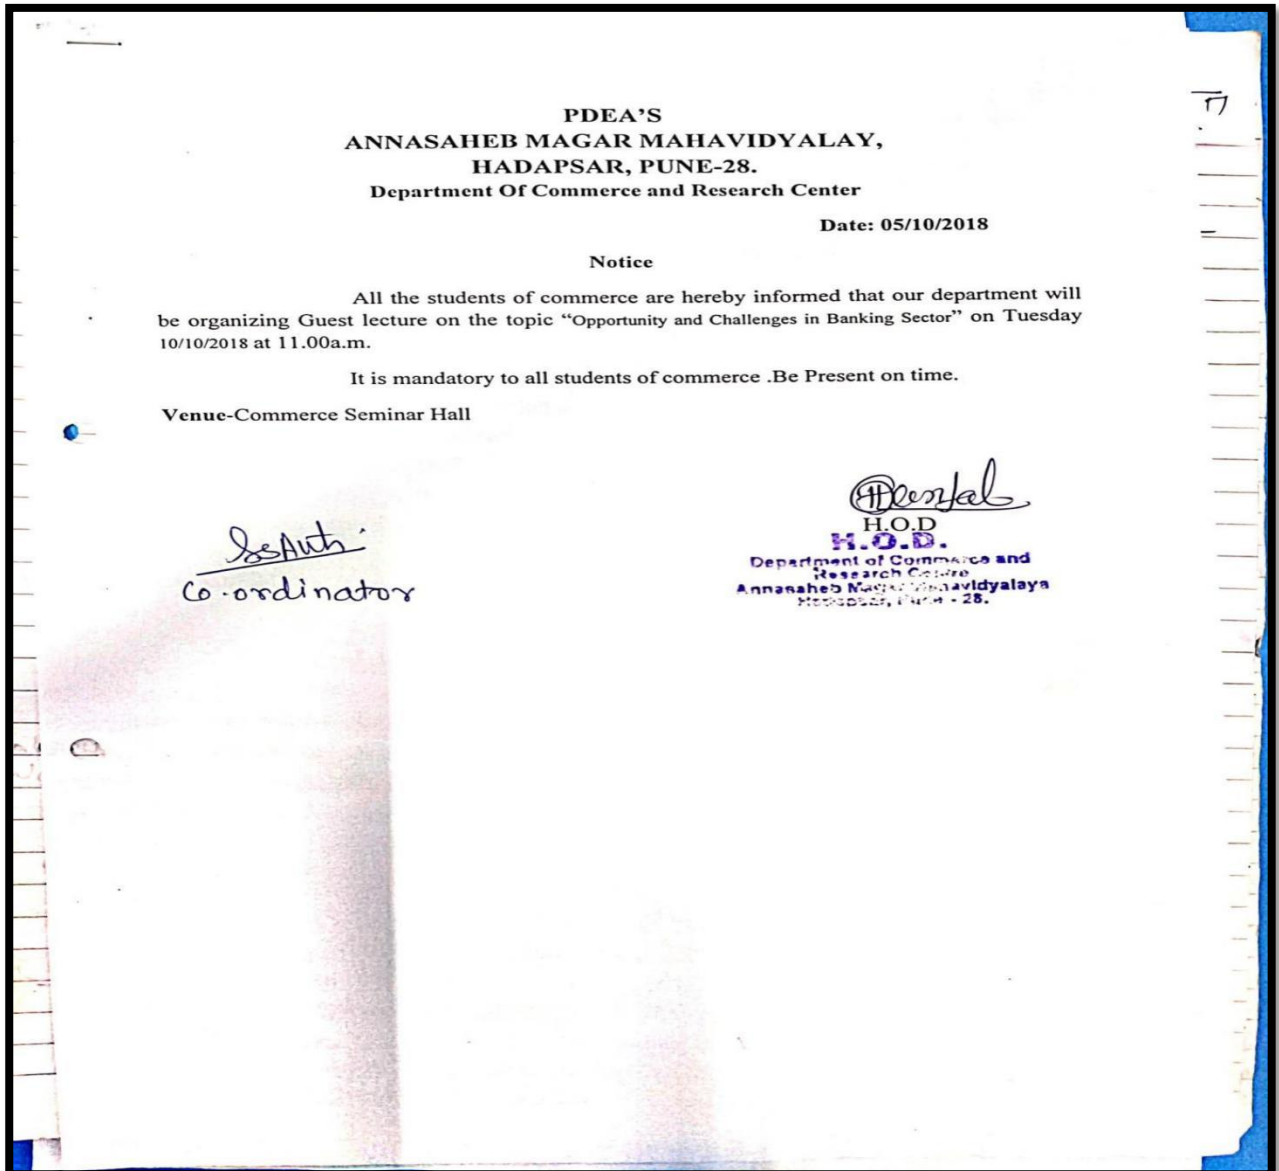 PDEA'S
ANNASAHEB MAGAR MAHAVIDYALAY,
HADAPSAR, PUNE-28.
Department Of Commerce and Research Center
Date: 05/10/2018
Notice
All the students of commerce are hereby informed that our department will
be organizing Guest lecture on the topic “Opportunity and Challenges in Banking Sector” on Tuesday
10/10/2018 at 11.00a.m.
It is mandatory to all students of commerce .Be Present on time.
Venue-Commerce Seminar Hall
Co-ordinator
H.O.D
H.O.D.
Department of Commerce and
Research Centre
Annasaheb Magar Mahavidyalaya
Hadapsar, Pune - 28.